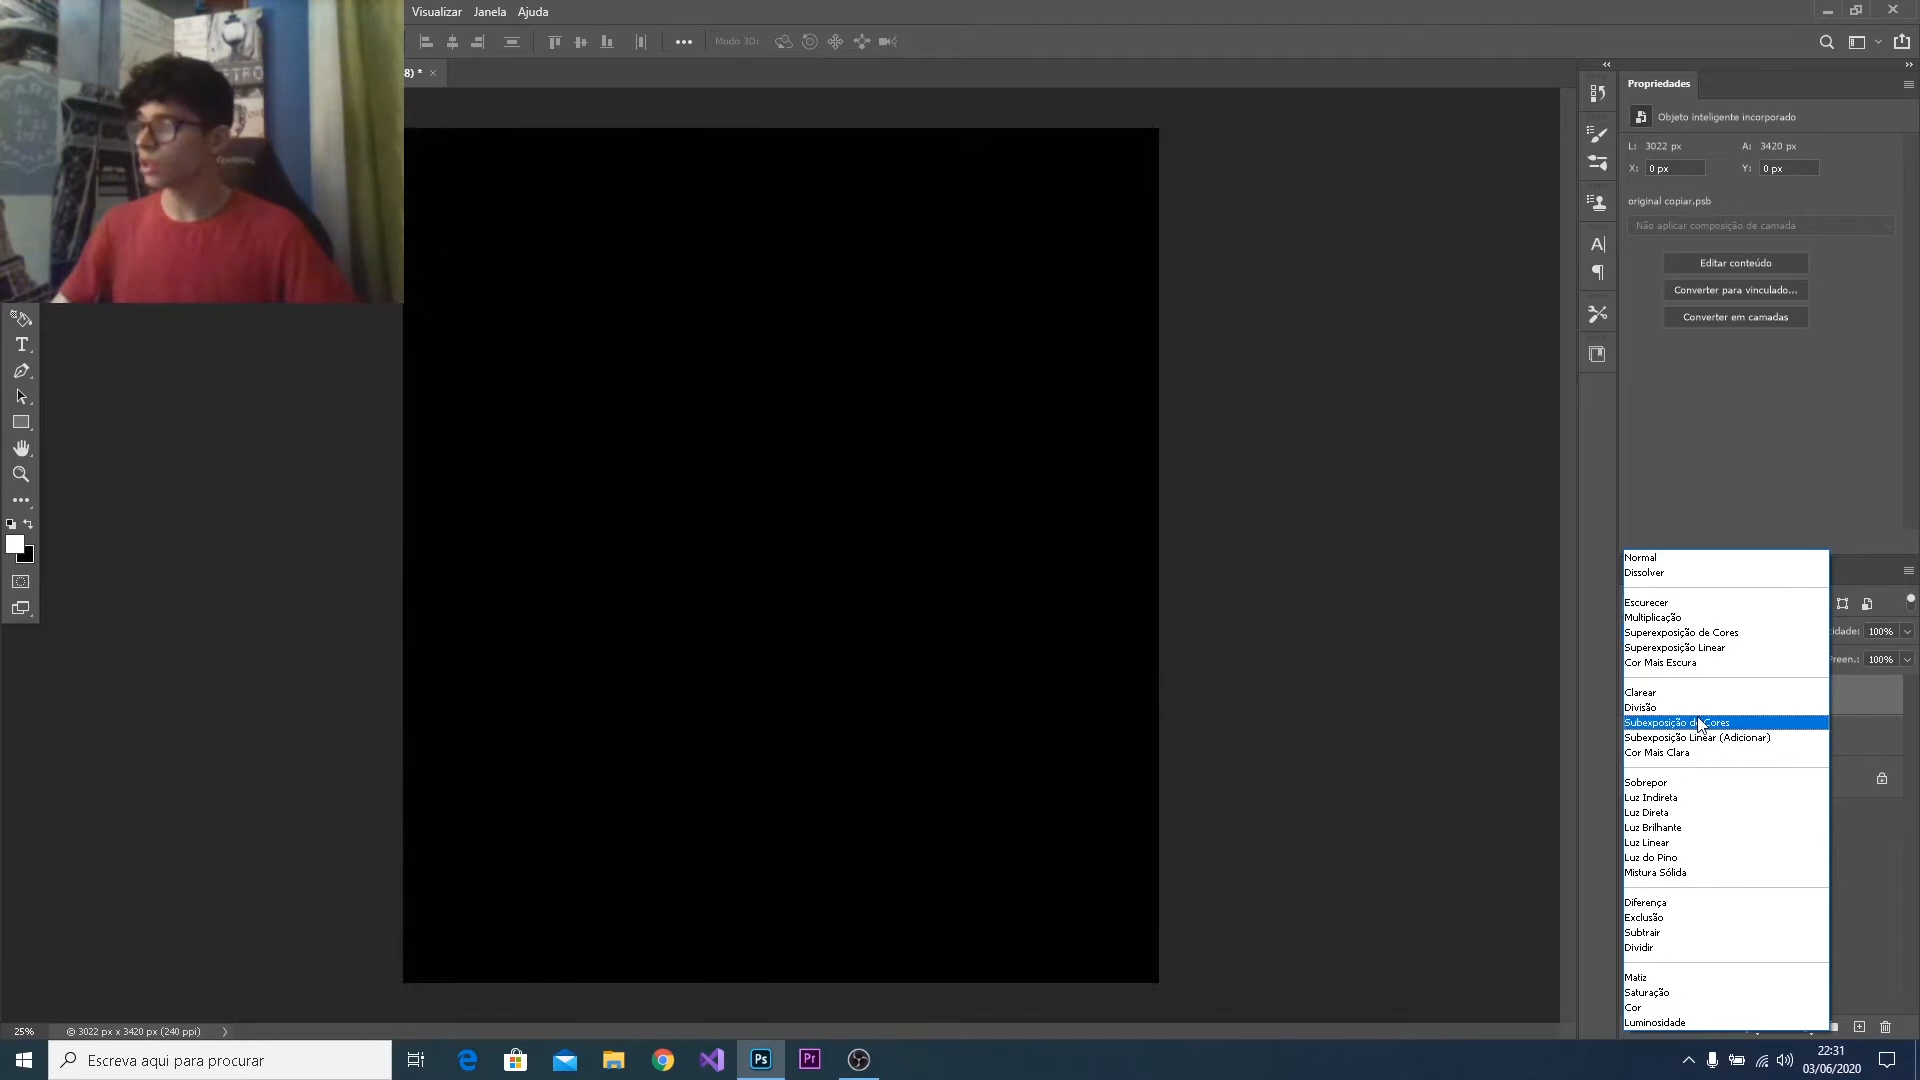 Visualizar Janela Ajuda
Modo 3D:
8) * ×
Propriedades
Objeto inteligente incorporado
L: 3022 px A: 3420 px
X: 0 px Y: 0 px
original copiar.psb
Não aplicar composição de camada
Editar conteúdo
Converter para vinculado...
Converter em camadas
Normal
Dissolver
Escurecer
Multiplicação
Superexposição de Cores
cidade: 100%
Superexposição Linear
Preen.: 100%
Cor Mais Escura
Clarear
Divisão
Subexposição de Cores
Subexposição Linear (Adicionar)
Cor Mais Clara
Sobrepor
Luz Indireta
Luz Direta
Luz Brilhante
Luz Linear
Luz do Pino
Mistura Sólida
Diferença
Exclusão
Subtrair
Dividir
Matiz
Saturação
Cor
Luminosidade
25% © 3022 px x 3420 px (240 ppi)
Escreva aqui para procurar
Ps
Pr
22:31
03/06/2020